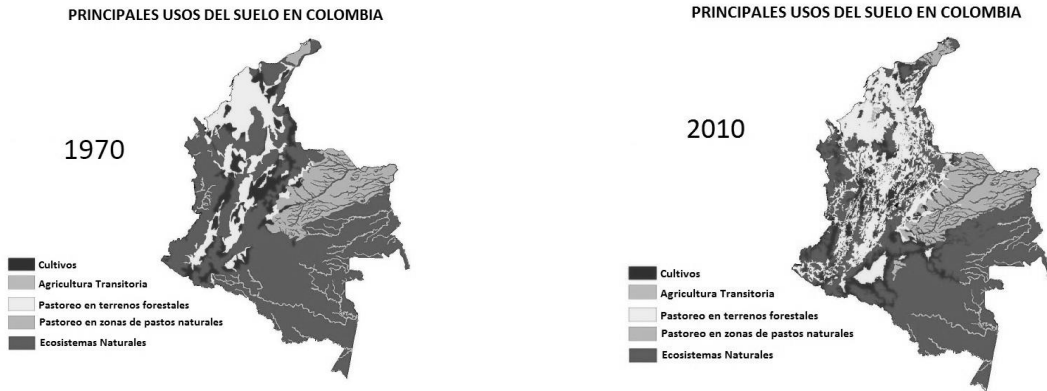 PRINCIPALES USOS DEL SUELO EN COLOMBIA
1970
Cultivos
Agricultura Transitoria
Pastoreo en terrenos forestales
Pastoreo en zonas de pastos naturales
Ecosistemas Naturales
PRINCIPALES USOS DEL SUELO EN COLOMBIA
2010
Cultivos
Agricultura Transitoria
Pastoreo en terrenos forestales
Pastoreo en zonas de pastos naturales
Ecosistemas Naturales